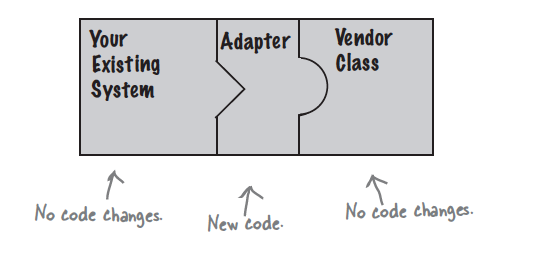 Your
Existing
System
Adapter
Vendor
Class
No code changes.
New code.
No code changes.